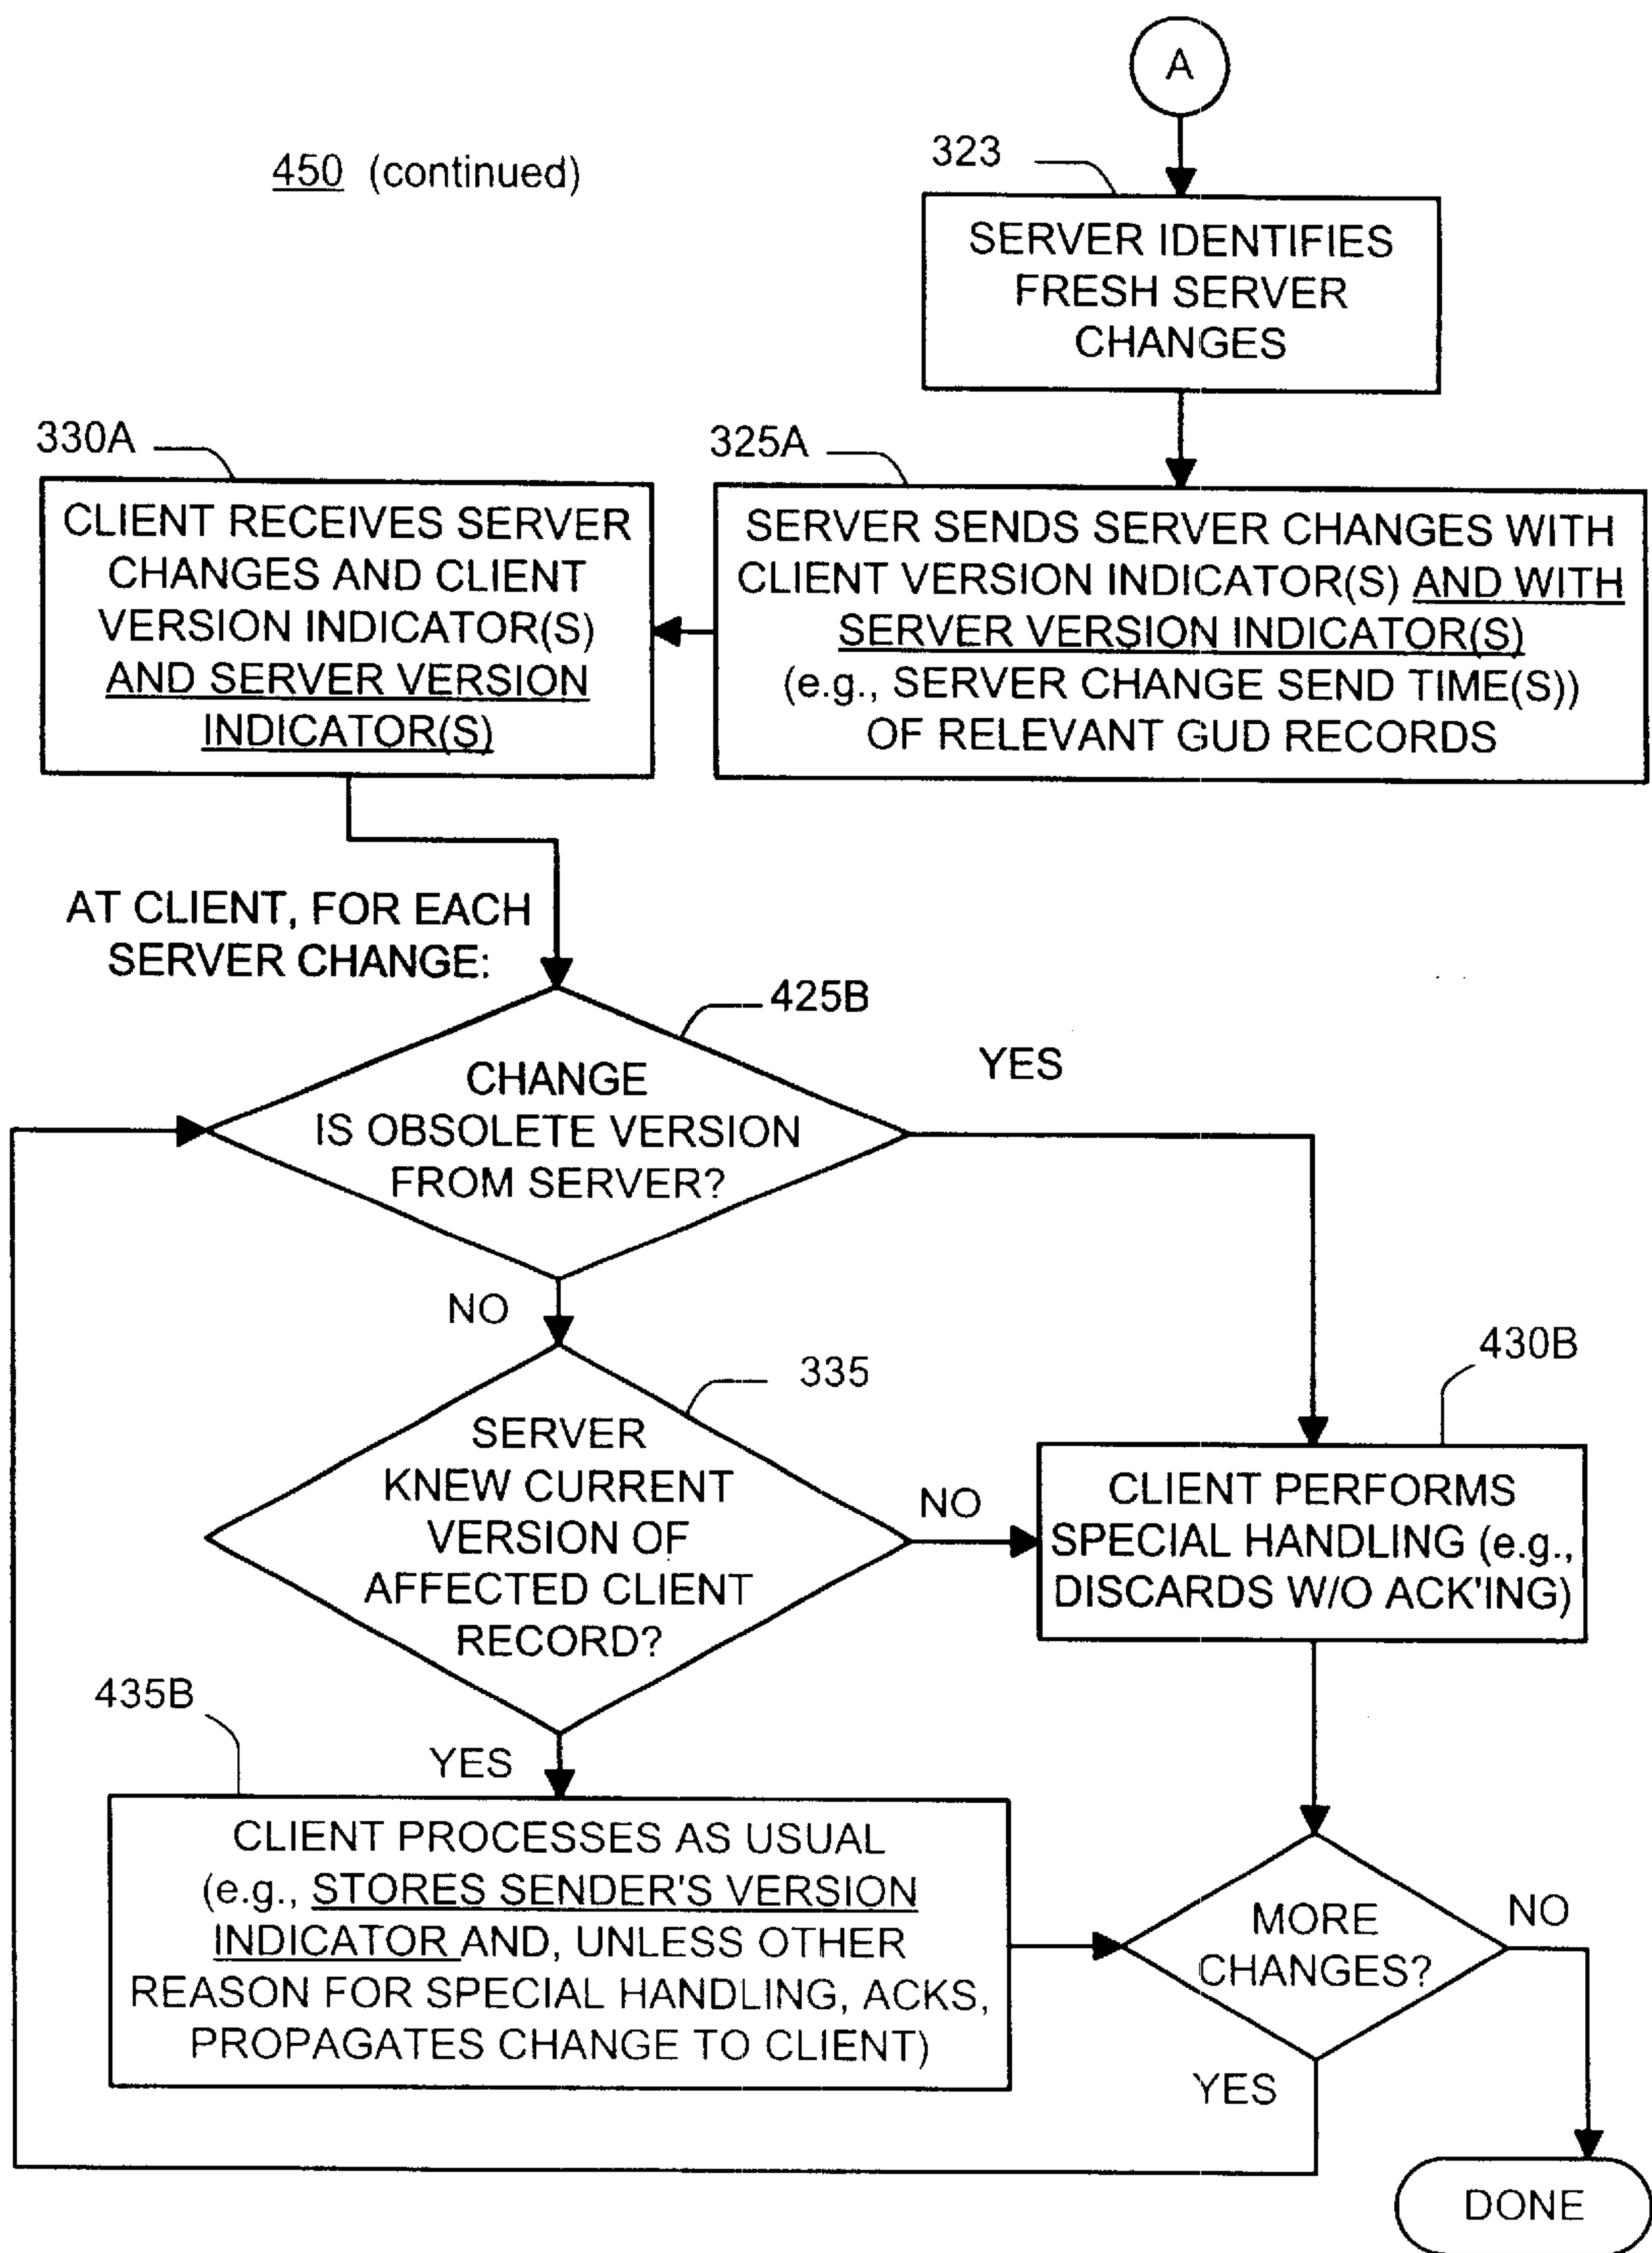 A
450 (continued)
323
SERVER IDENTIFIES
FRESH SERVER
CHANGES
330A
CLIENT RECEIVES SERVER
CHANGES AND CLIENT
VERSION INDICATOR(S)
AND SERVER VERSION
INDICATOR(S)
325A
SERVER SENDS SERVER CHANGES WITH
CLIENT VERSION INDICATOR(S) AND WITH
SERVER VERSION INDICATOR(S)
(e.g., SERVER CHANGE SEND TIME(S))
OF RELEVANT GUD RECORDS
AT CLIENT, FOR EACH
SERVER CHANGE:
425B
CHANGE
IS OBSOLETE VERSION
FROM SERVER?
YES
NO
335
SERVER
KNEW CURRENT
VERSION OF
AFFECTED CLIENT
RECORD?
NO
430B
CLIENT PERFORMS
SPECIAL HANDLING (e.g.,
DISCARDS W/O ACK'ING)
YES
435B
CLIENT PROCESSES AS USUAL
(e.g., STORES SENDER'S VERSION
INDICATOR AND, UNLESS OTHER
REASON FOR SPECIAL HANDLING, ACKS,
PROPAGATES CHANGE TO CLIENT)
MORE
CHANGES?
NO
YES
DONE